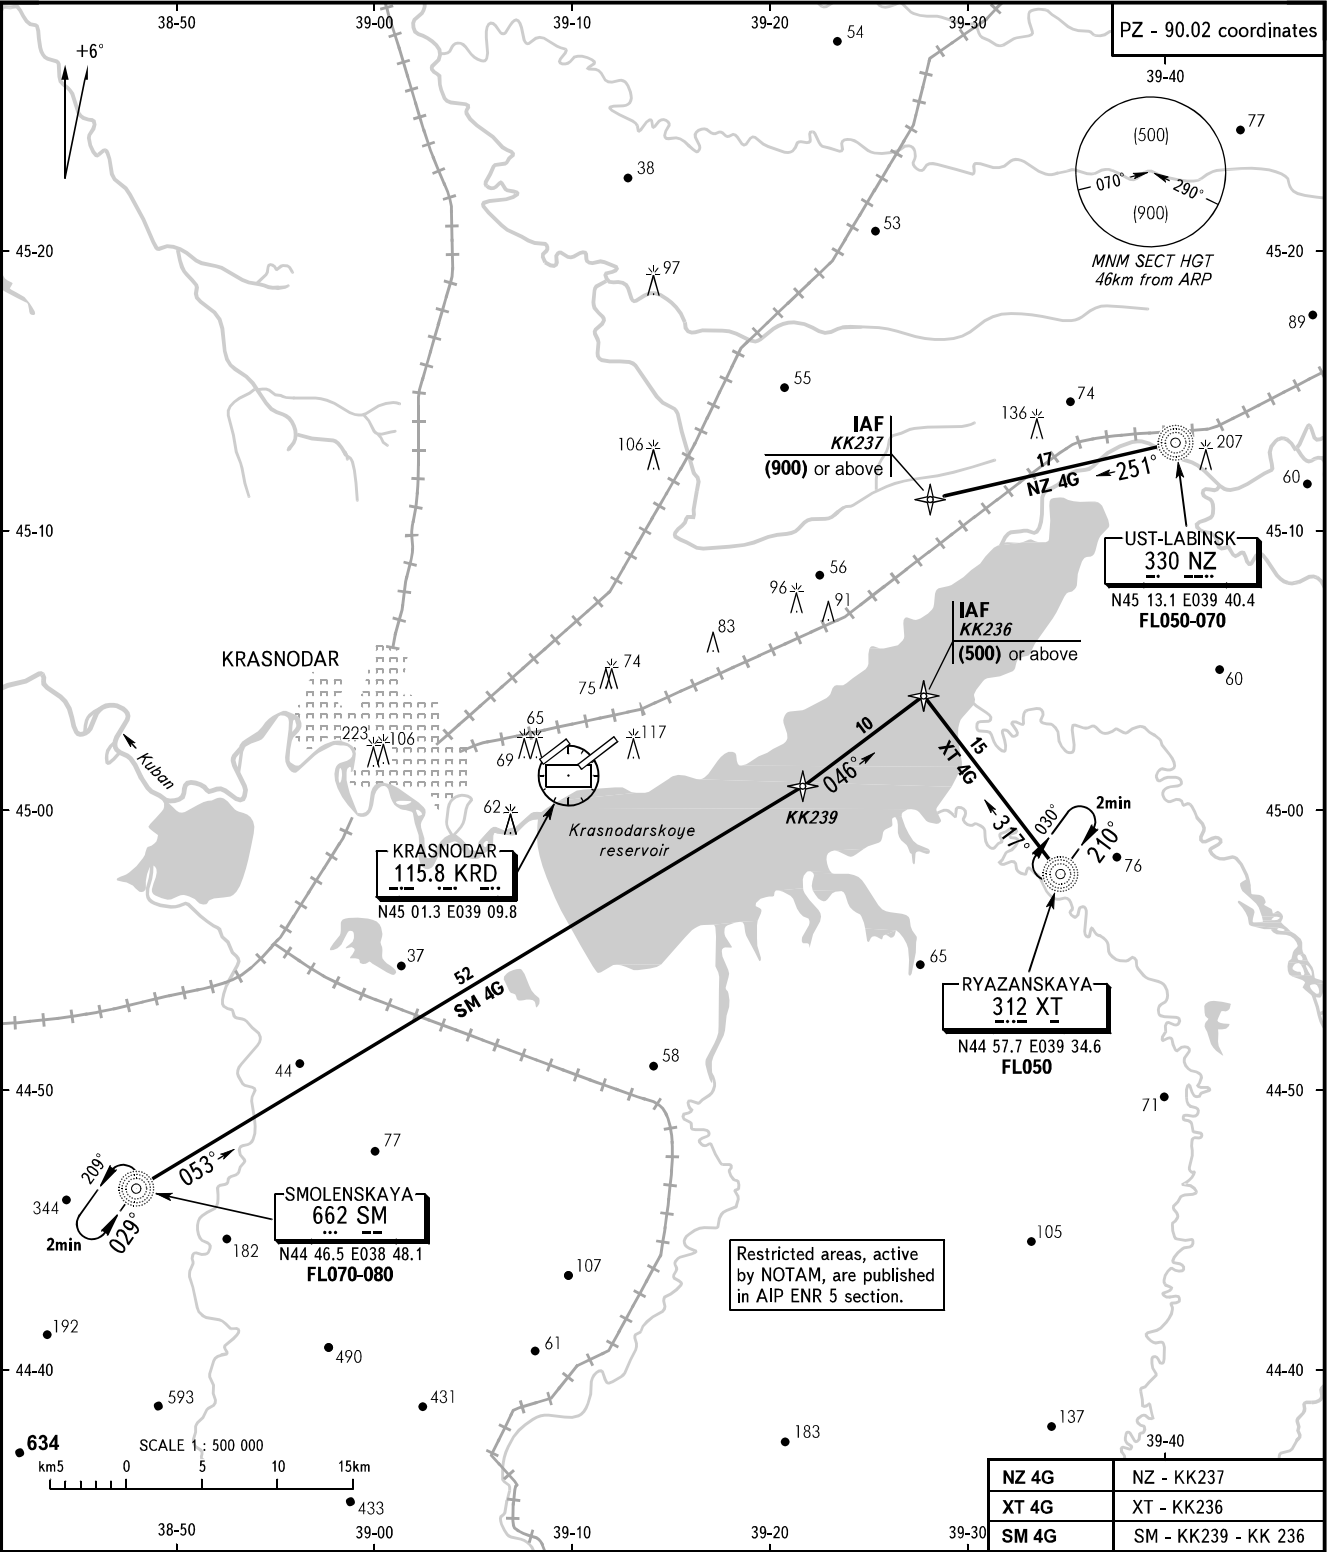 38-50
39-00
39-10
39-20
39-30
PZ - 90.02 coordinates
39-40
+6°
54
77
(500)
070°
290°
(900)
MNM SECT HGT
46km from ARP
38
53
45-20
45-20
97
89
55
74
136
IAF
KK237
(900) or above
106
207
17
NZ 4G
251°
60
45-10
45-10
UST-LABINSK
330 NZ
N45 13.1 E039 40.4
FL050-070
56
96
91
IAF
KK236
(500) or above
83
KRASNODAR
74
75
60
223
106
65
69
117
10
15
XT 4G
046°
Kuban
KK239
45-00
45-00
62
Krasnodarskoye
reservoir
2min
030°
210°
317°
76
KRASNODAR
115.8 KRD
N45 01.3 E039 09.8
37
65
52
SM 4G
RYAZANSKAYA
312 XT
N44 57.7 E039 34.6
FL050
44
58
44-50
44-50
71
77
053°
209°
344
029°
2min
SMOLENSKAYA
662 SM
N44 46.5 E038 48.1
FL070-080
182
105
107
Restricted areas, active
by NOTAM, are published
in AIP ENR 5 section.
192
490
61
44-40
44-40
593
431
137
183
634
SCALE 1 : 500 000
km5
0
5
10
15km
433
39-40
NZ 4G
NZ - KK237
XT 4G
XT - KK236
SM 4G
SM - KK239 - KK 236
38-50
39-00
39-10
39-20
39-30